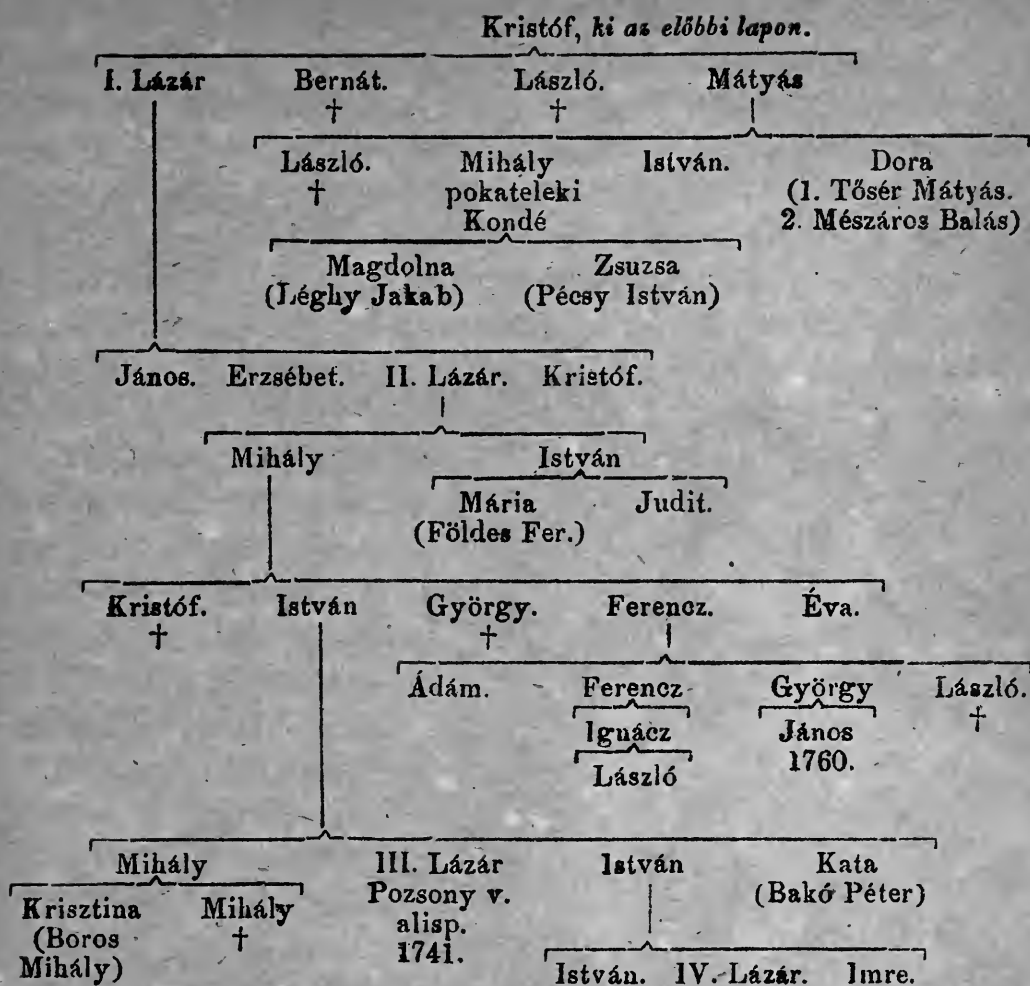 Kristóf, ki az előbbi lapon.
I. Lázár Bernát. László. Mátyás
† †
László. Mihály István. Dora
† pokateleki (1. Tősér Mátyás.
Kondé 2. Mészáros Balás)
Magdolna Zsuzsa
(Léghy Jakab) (Pécsy István)
János. Erzsébet. II. Lázár. Kristóf.
Mihály István
Mária Judit.
(Földes Fer.)
Kristóf. István György. Ferencz. Éva.
† †
Ádám. Ferencz György László.
Ignácz János †
László 1760.
Mihály III. Lázár István Kata
Krisztina Mihály Pozsony v. (Bakó Péter)
(Boros † alisp.
Mihály) 1741.
István. IV. Lázár. Imre.